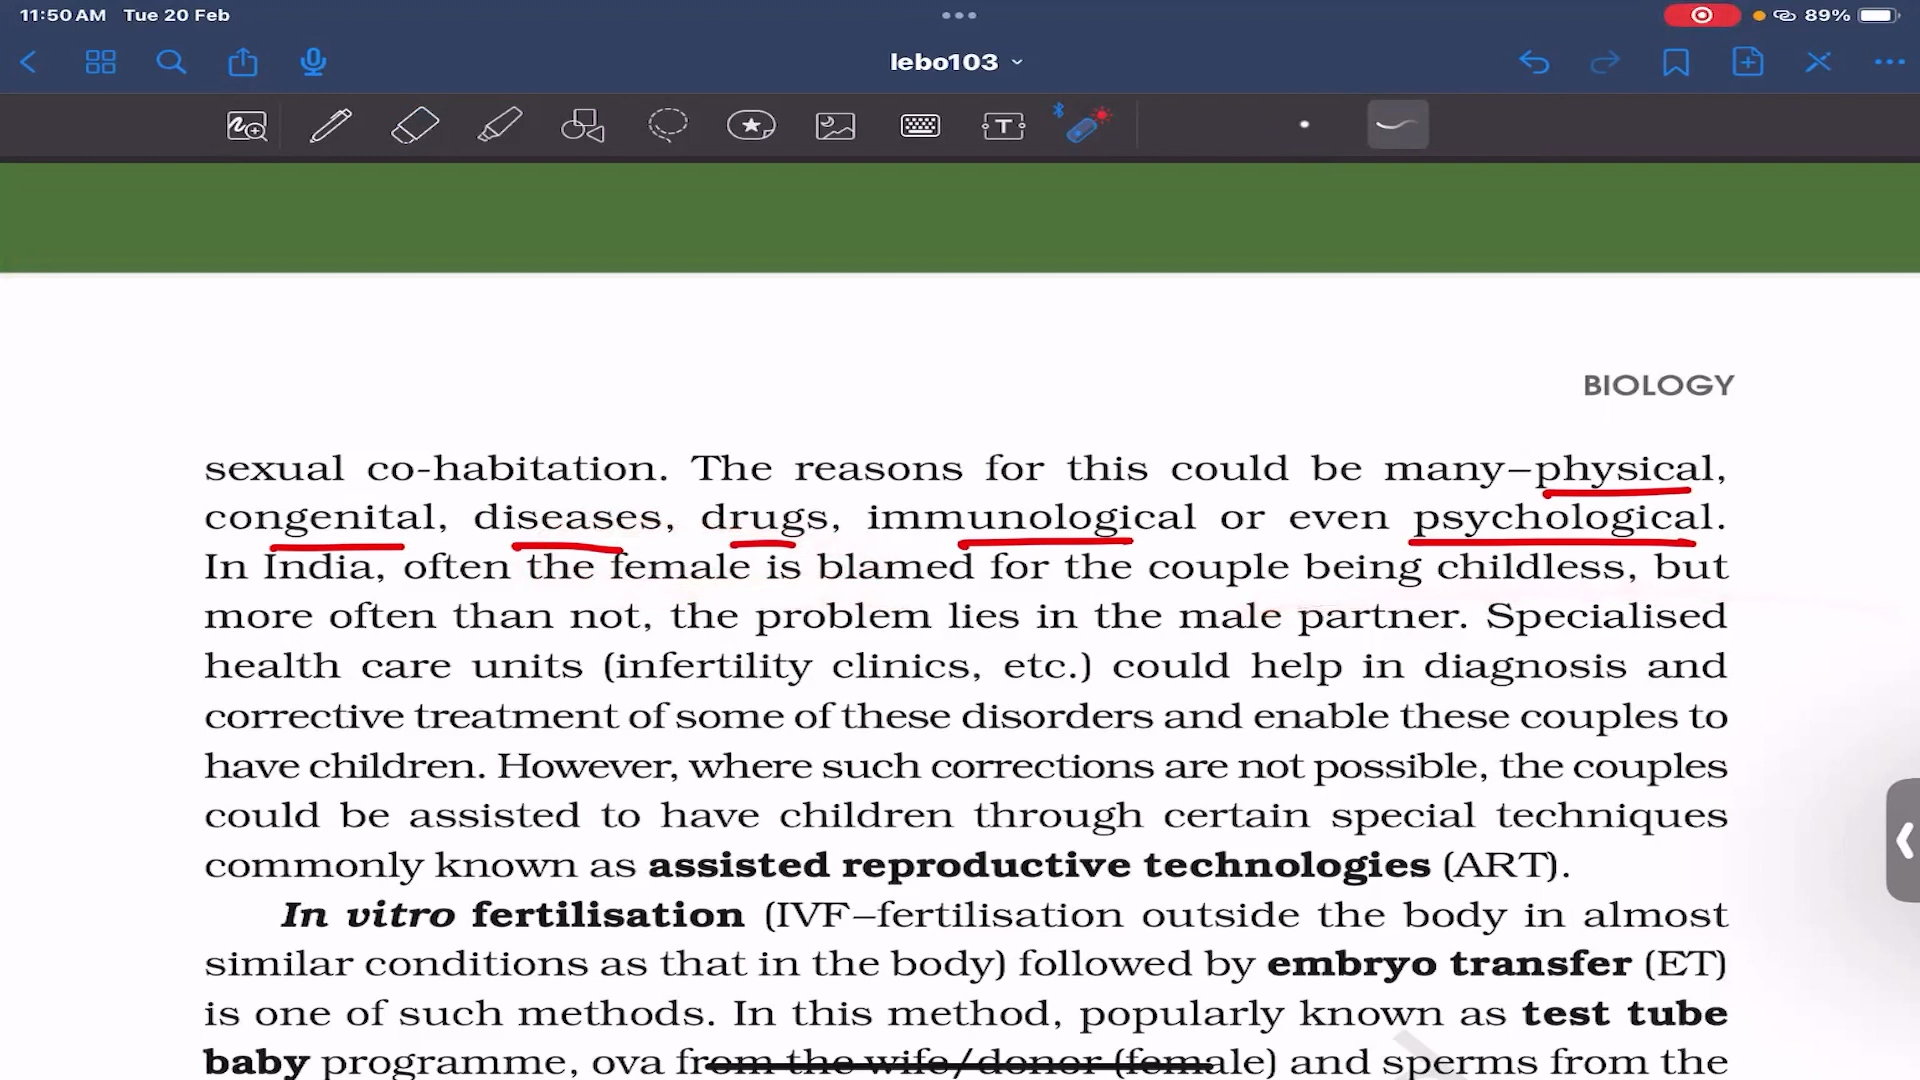 11:50 AM Tue 20 Feb
89%
lebo103
T
BIOLOGY
sexual co-habitation. The reasons for this could be many–physical,
congenital, diseases, drugs, immunological or even psychological.
In India, often the female is blamed for the couple being childless, but
more often than not, the problem lies in the male partner. Specialised
health care units (infertility clinics, etc.) could help in diagnosis and
corrective treatment of some of these disorders and enable these couples to
have children. However, where such corrections are not possible, the couples
could be assisted to have children through certain special techniques
commonly known as assisted reproductive technologies (ART).
In vitro fertilisation (IVF–fertilisation outside the body in almost
similar conditions as that in the body) followed by embryo transfer (ET)
is one of such methods. In this method, popularly known as test tube
baby programme, ova from the wife/donor (female) and sperms from the